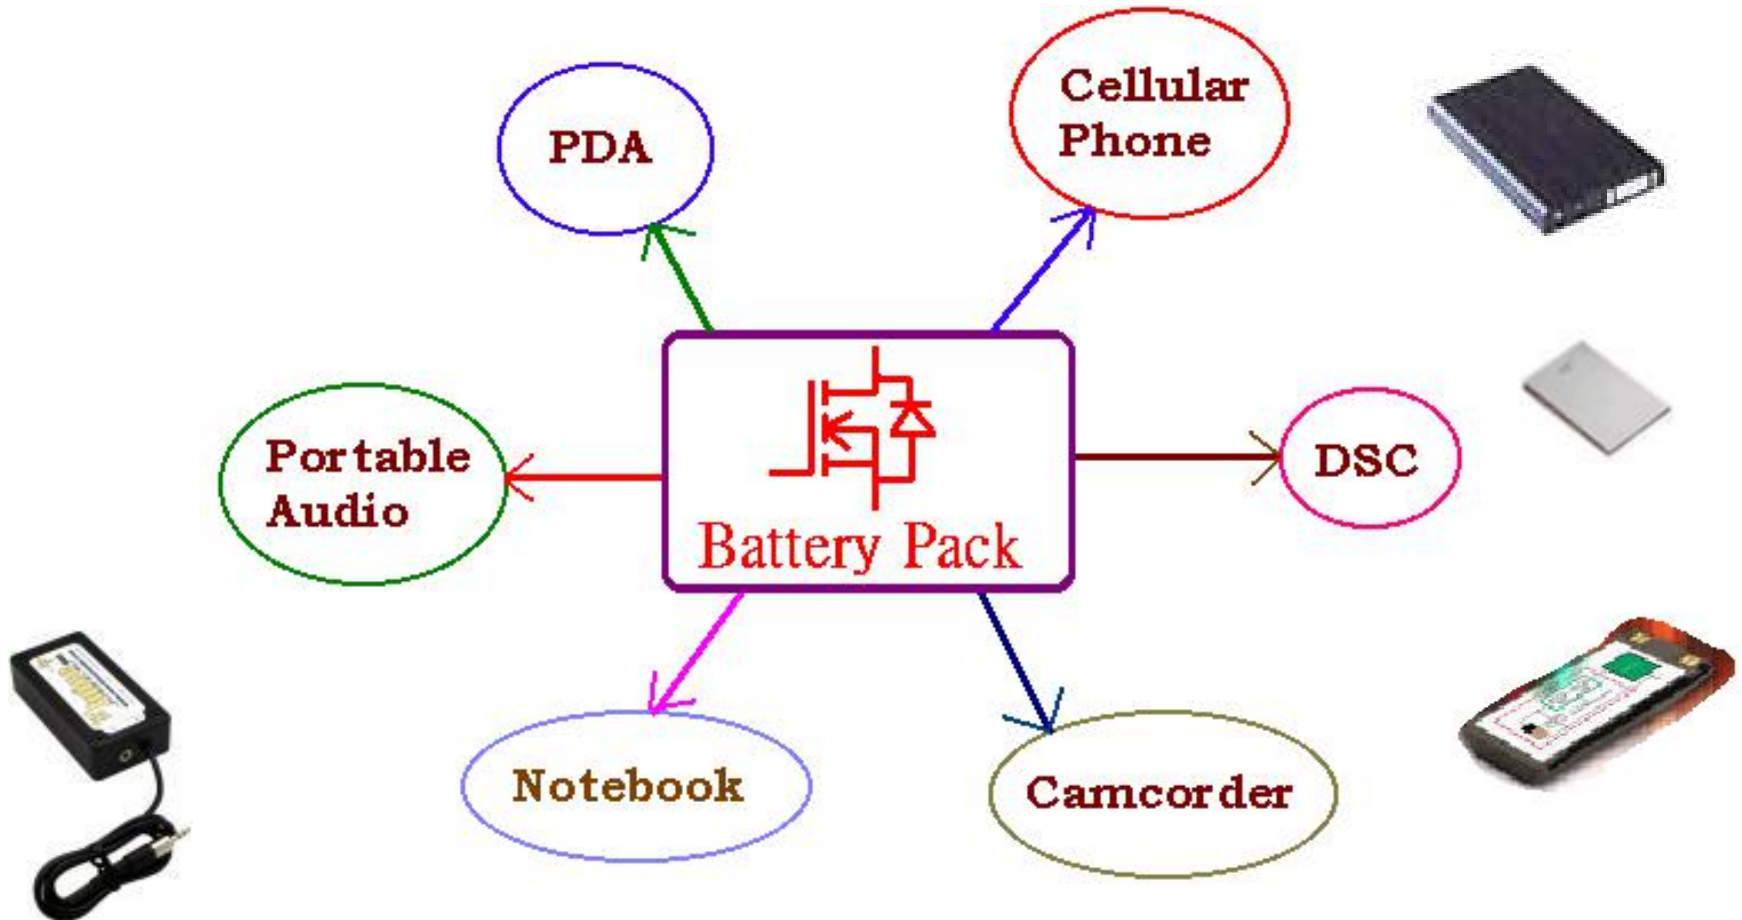 PDA
Cellular
Phone
Portable
Audio
DSC
Battery Pack
Notebook
Camcorder